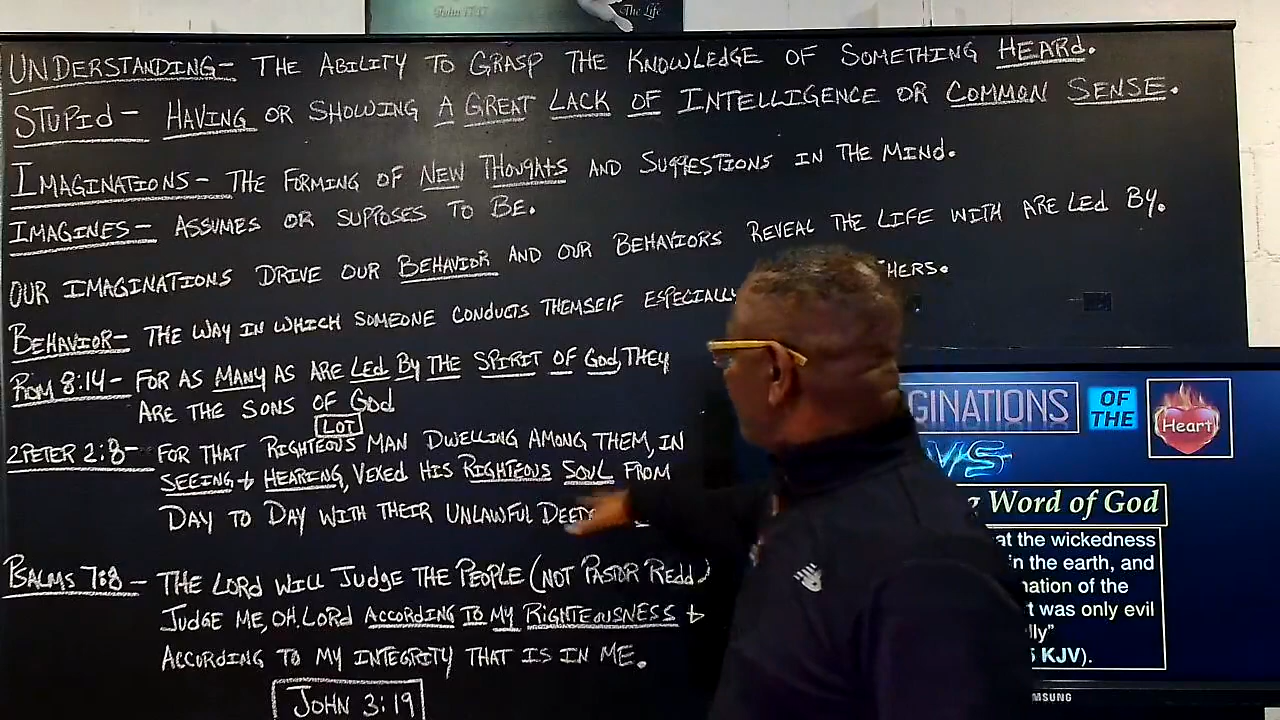 John 17:17 The Life
UNDERSTANDING- THE ABILITY TO GRASP THE KNOWLEDGE OF SOMETHING HEARd.
STUPId- HAVING OR SHOWING A GREAT LACK OF INTELLIGENCE OR COMMON SENSE.
IMAGINATIONS- THE FORMING OF NEW THOUGHTS AND SUGGESTIONS IN THE MIND.
IMAGINES- ASSUMES OR SUPPOSES TO BE.
OUR IMAGINATIONS DRIVE OUR BEHAVIOR AND OUR BEHAVIORS REVEAL THE LIFE WITH ARE LEd BY.
BEHAVIOR- THE WAY IN WHICH SOMEONE CONDUCTS THEMSElF ESPECIALLY HERS.
ROM 8:14- FOR AS MANY AS ARE LEd BY THE SPIRIT OF God, THEY
ARE THE SONS OF God
LOT
2PETER 2:8- FOR THAT RIGHTEOUS MAN DWELLING AMONG THEM, IN
SEEING + HEARING, VEXEd HIS RIGHTEOUS SOUL FROM
DAY TO DAY WITH THEIR UNLAWFUL DEEDS
PSALMS 7:8- THE LORd WILL JUdgE THE PEOPLE (NOT PASTOR REDD)
JUdgE ME, OH.LORd ACCORdING TO MY RIGHTEOUSNESS +
ACCORdING TO MY INTEGRITY THAT IS IN ME.
JOHN 3:19
GINATIONS OF THE Heart
VS
g Word of God
at the wickedness
in the earth, and
nation of the
t was only evil
lly"
5 KJV).
SAMSUNG